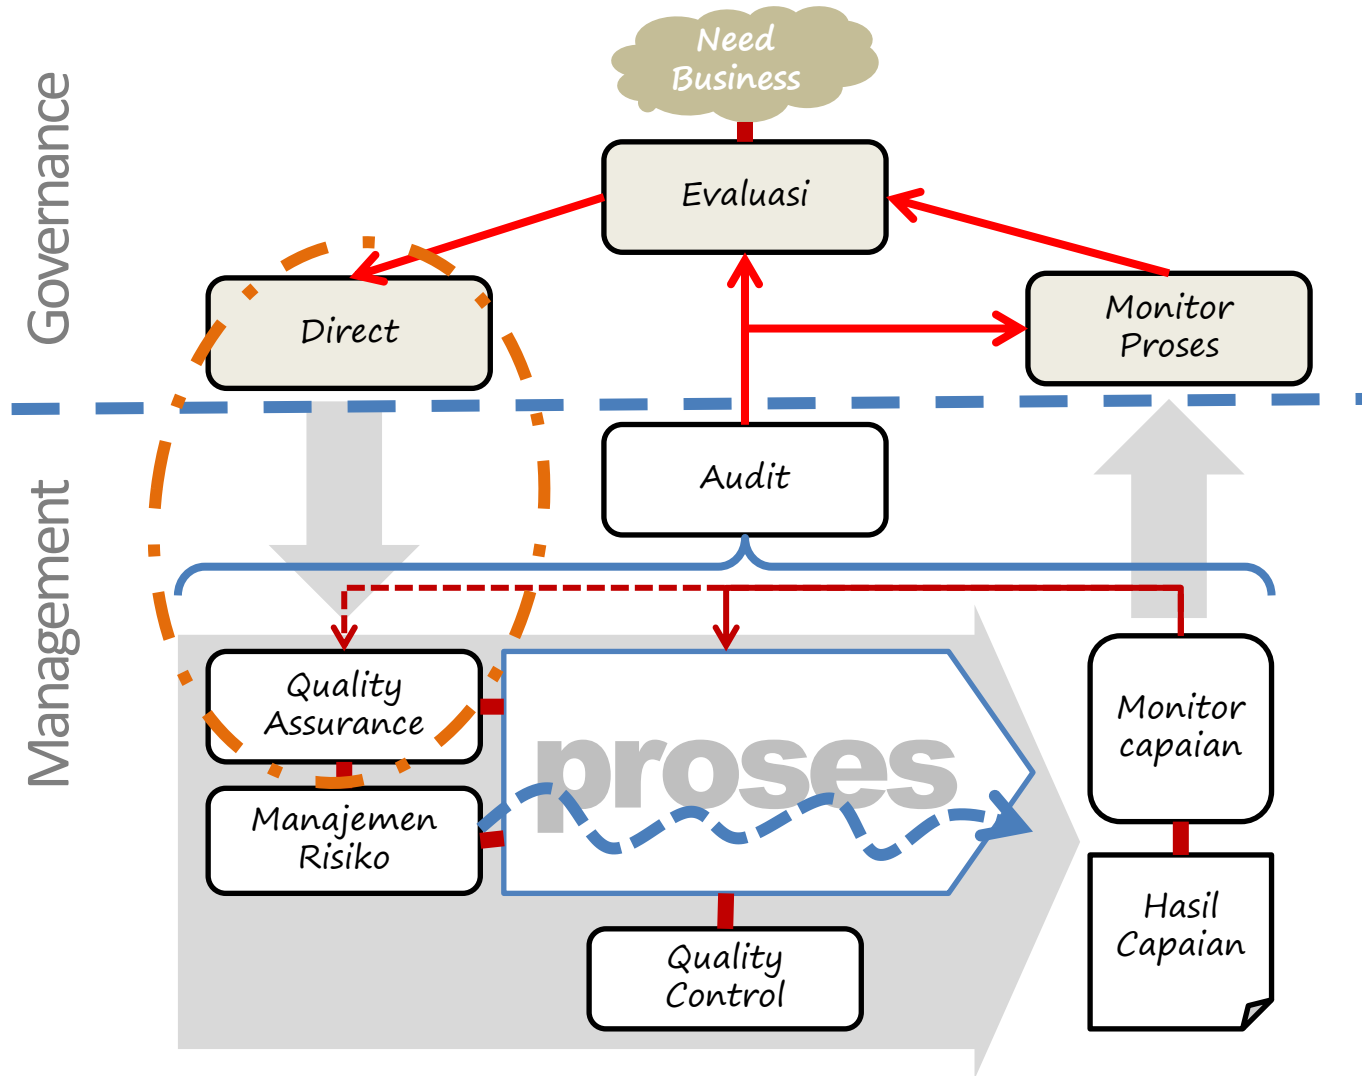 Need
Business
Governance
Evaluasi
Direct
Monitor
Proses
Management
Audit
Quality
Assurance
proses
Monitor
capaian
Manajemen
Risiko
Hasil
Capaian
Quality
Control